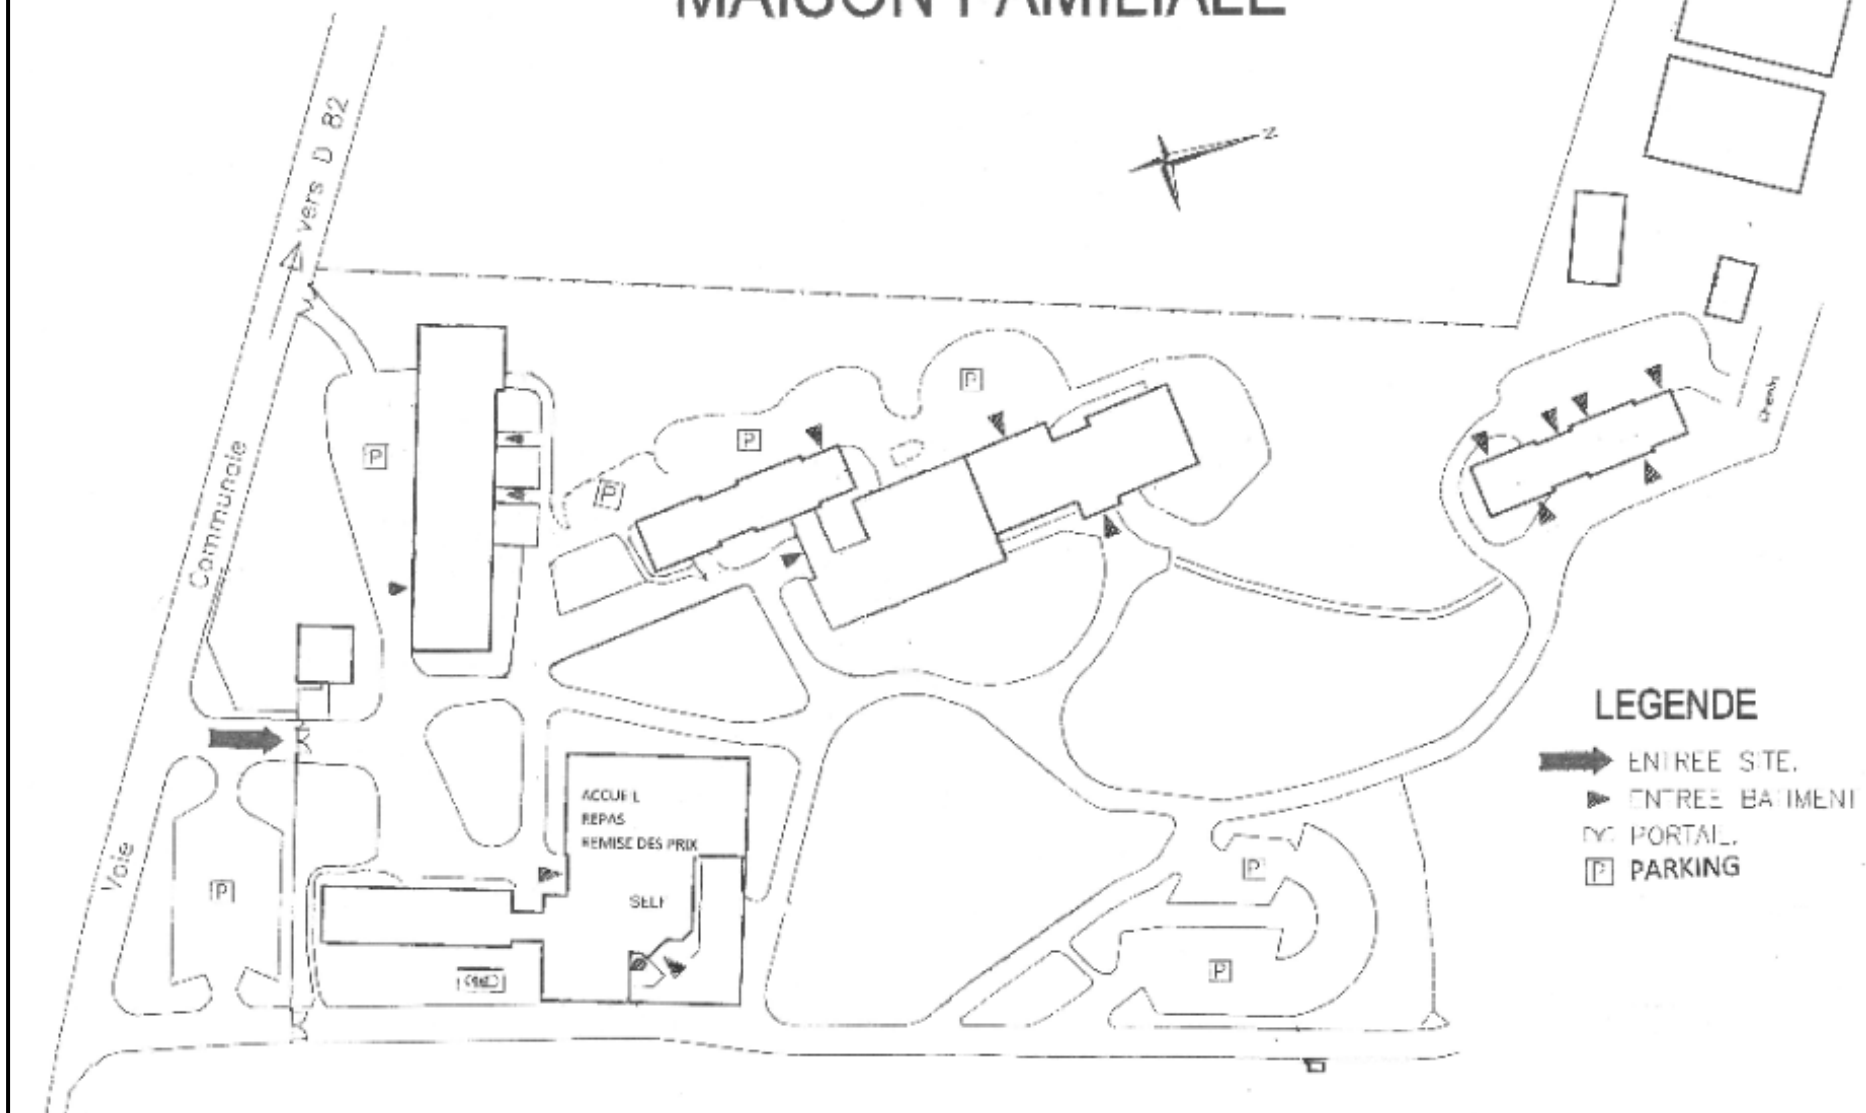 MAISON FAMILIALE
vers D 82
N
P
P
P
P
Communale
Chemin
LEGENDE
ENTREE SITE.
ENTREE BATIMENT
PORTAIL.
P PARKING
ACCUEIL
REPAS
REMISE DES PRIX
SELF
Voie
P
P
P